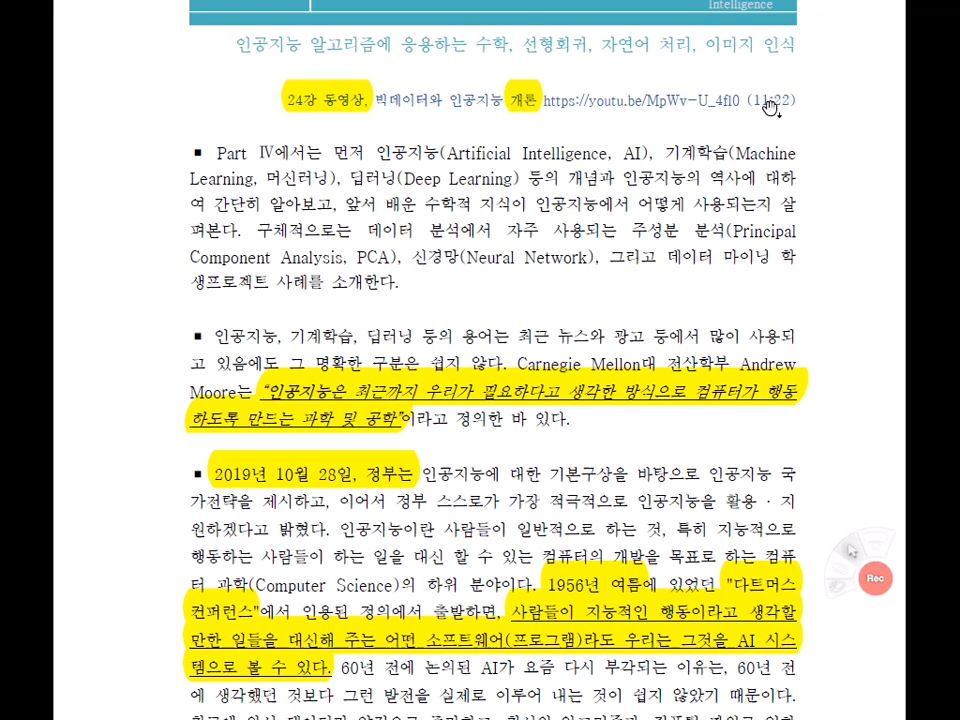 Intelligence
인공지능 알고리즘에 응용하는 수학, 선형회귀, 자연어 처리, 이미지 인식
24강 동영상, 빅데이터와 인공지능 개론 https://youtu.be/MpWv-U_4fl0 (11:22)
■ Part Ⅳ에서는 먼저 인공지능(Artificial Intelligence, AI), 기계학습(Machine
Learning, 머신러닝), 딥러닝(Deep Learning) 등의 개념과 인공지능의 역사에 대하
여 간단히 알아보고, 앞서 배운 수학적 지식이 인공지능에서 어떻게 사용되는지 살
펴본다. 구체적으로는 데이터 분석에서 자주 사용되는 주성분 분석(Principal
Component Analysis, PCA), 신경망(Neural Network), 그리고 데이터 마이닝 학
생프로젝트 사례를 소개한다.
■ 인공지능, 기계학습, 딥러닝 등의 용어는 최근 뉴스와 광고 등에서 많이 사용되
고 있음에도 그 명확한 구분은 쉽지 않다. Carnegie Mellon대 전산학부 Andrew
Moore는 "인공지능은 최근까지 우리가 필요하다고 생각한 방식으로 컴퓨터가 행동
하도록 만드는 과학 및 공학"이라고 정의한 바 있다.
■ 2019년 10월 28일, 정부는 인공지능에 대한 기본구상을 바탕으로 인공지능 국
가전략을 제시하고, 이어서 정부 스스로가 가장 적극적으로 인공지능을 활용 · 지
원하겠다고 밝혔다. 인공지능이란 사람들이 일반적으로 하는 것, 특히 지능적으로
행동하는 사람들이 하는 일을 대신 할 수 있는 컴퓨터의 개발을 목표로 하는 컴퓨
터 과학(Computer Science)의 하위 분야이다. 1956년 여름에 있었던 "다트머스
컨퍼런스"에서 인용된 정의에서 출발하면, 사람들이 지능적인 행동이라고 생각할
만한 일들을 대신해 주는 어떤 소프트웨어(프로그램)라도 우리는 그것을 AI 시스
템으로 볼 수 있다. 60년 전에 논의된 AI가 요즘 다시 부각되는 이유는, 60년 전
에 생각했던 것보다 그런 발전을 실제로 이루어 내는 것이 쉽지 않았기 때문이다.
Rec